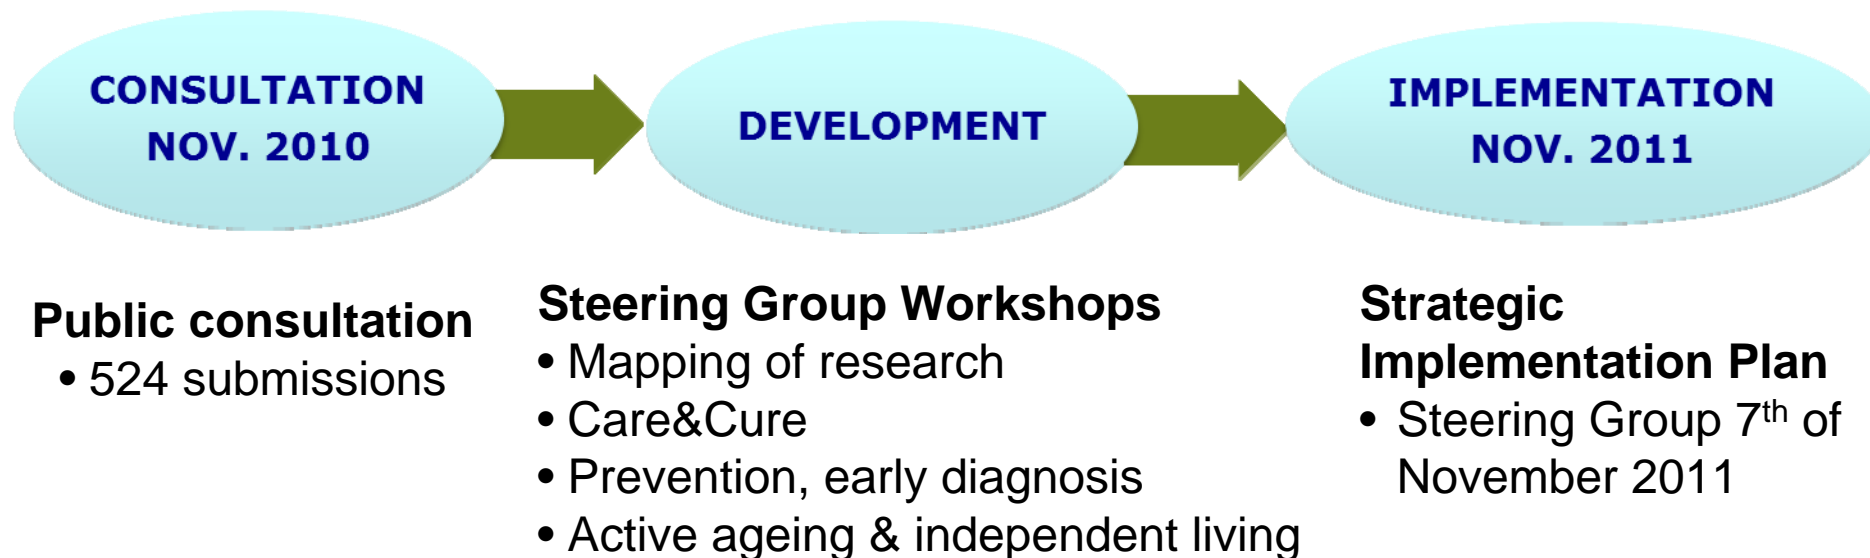 CONSULTATION
NOV. 2010
DEVELOPMENT
IMPLEMENTATION
NOV. 2011
Public consultation
• 524 submissions
Steering Group Workshops
• Mapping of research
• Care&Cure
• Prevention, early diagnosis
• Active ageing & independent living
Strategic
Implementation Plan
• Steering Group 7th of
November 2011